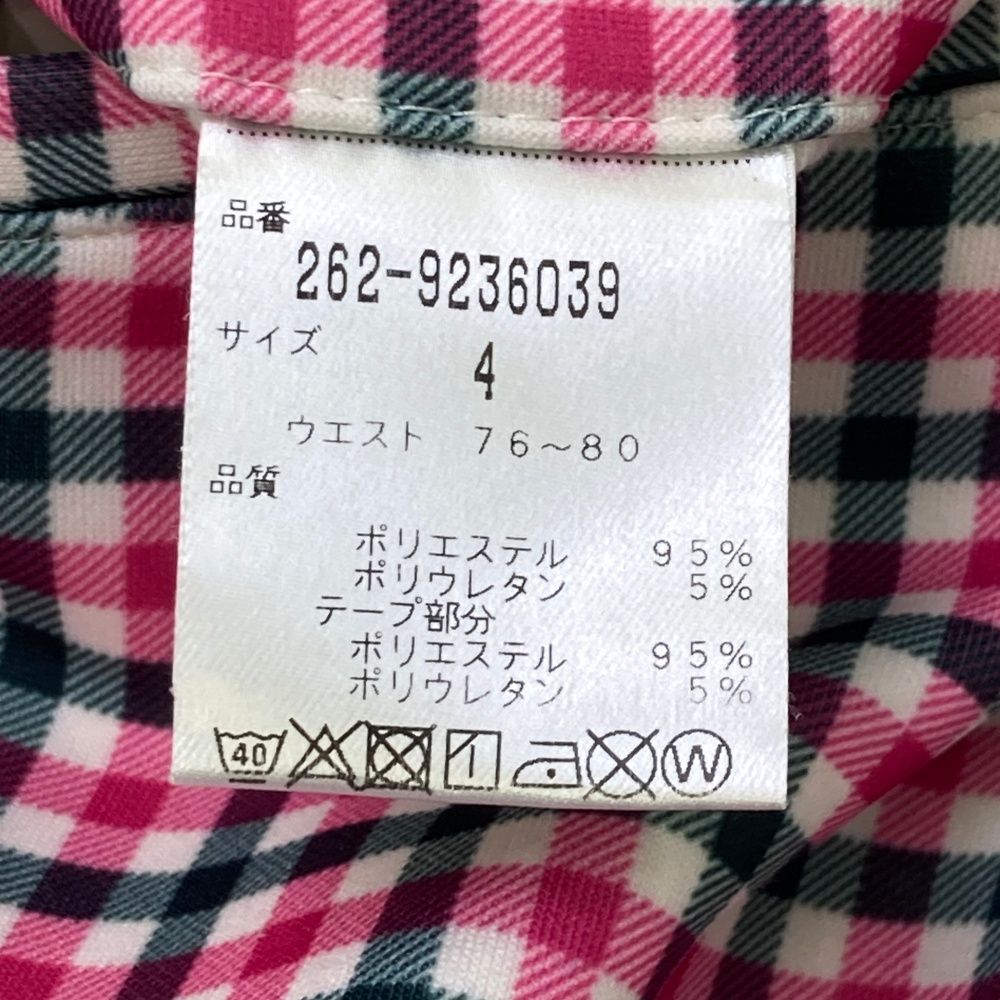 品番
262-9236039
サイズ
4
ウエスト 76～80
品質
ポリエステル 95%
ポリウレタン 5%
テープ部分
ポリエステル 95%
ポリウレタン 5%
40 W